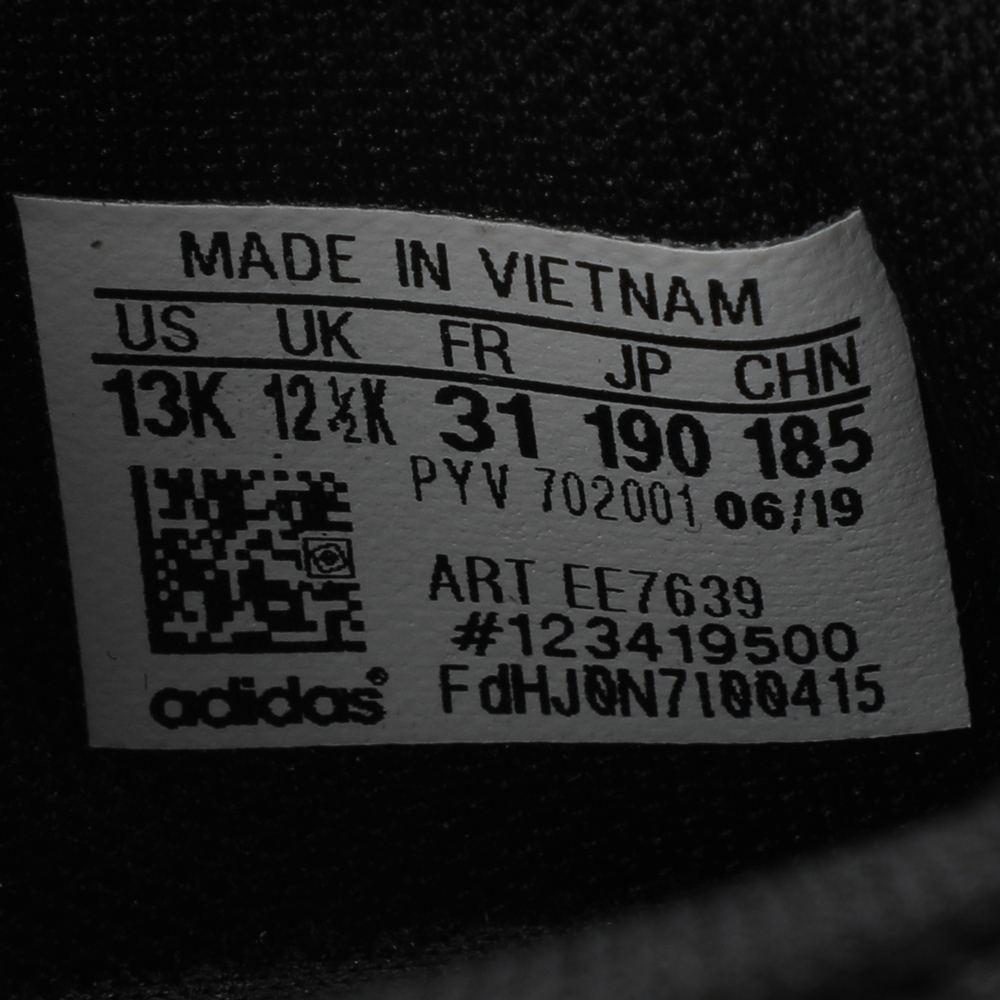 MADE IN VIETNAM
US UK FR JP CHN
13K 12½K 31 190 185
PYV 702001 06/19
ART EE7639
#123419500
FdHJ0N7I00415
adidas®